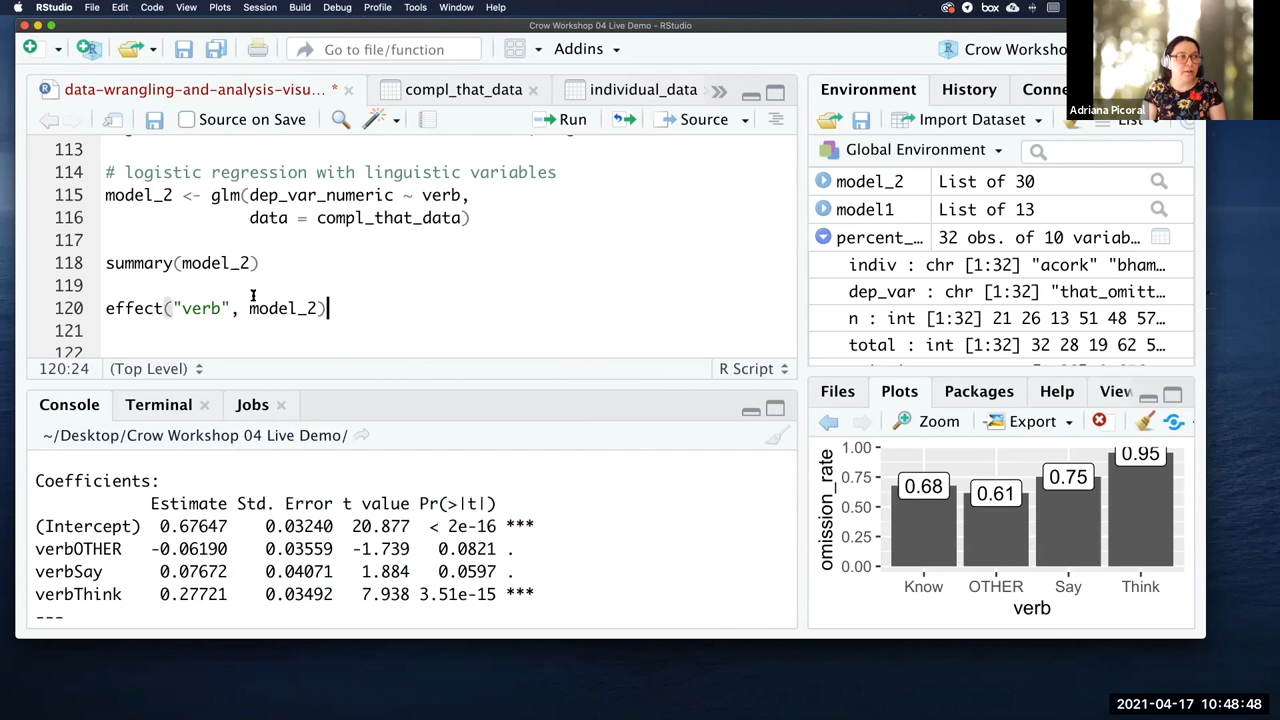 RStudio File Edit Code View Plots Session Build Debug Profile Tools Window Help
box
Crow Workshop 04 Live Demo - RStudio
Go to file/function
Addins
Crow Worksho
data-wrangling-and-analysis-visu... *
compl_that_data
individual_data
Source on Save
Run
Source
113
114 # logistic regression with linguistic variables
115 model_2 <- glm(dep_var_numeric ~ verb,
116 data = compl_that_data)
117
118 summary(model_2)
119
120 effect("verb", model_2)
121
122
120:24 (Top Level) R Script
Console Terminal Jobs
~/Desktop/Crow Workshop 04 Live Demo/
Coefficients:
Estimate Std. Error t value Pr(>|t|)
(Intercept) 0.67647 0.03240 20.877 < 2e-16 ***
verbOTHER -0.06190 0.03559 -1.739 0.0821 .
verbSay 0.07672 0.04071 1.884 0.0597 .
verbThink 0.27721 0.03492 7.938 3.51e-15 ***
---
Adriana Picoral
Environment History Conne
Import Dataset List
Global Environment
model_2 List of 30
model1 List of 13
percent_... 32 obs. of 10 variab...
indiv : chr [1:32] "acork" "bham...
dep_var : chr [1:32] "that_omitt...
n : int [1:32] 21 26 13 51 48 57...
total : int [1:32] 32 28 19 62 5...
Files Plots Packages Help View
Zoom Export
omission_rate
1.00
0.75
0.50
0.25
0.00
0.68 0.61 0.75 0.95
Know OTHER Say Think
verb
2021-04-17 10:48:48